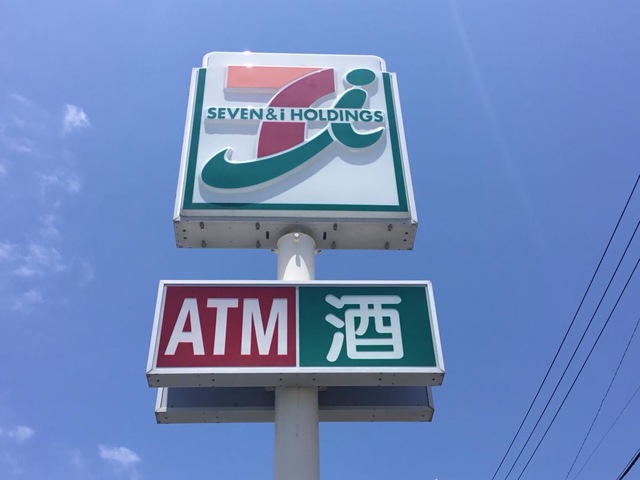 SEVEN & i HOLDINGS
ATM 酒